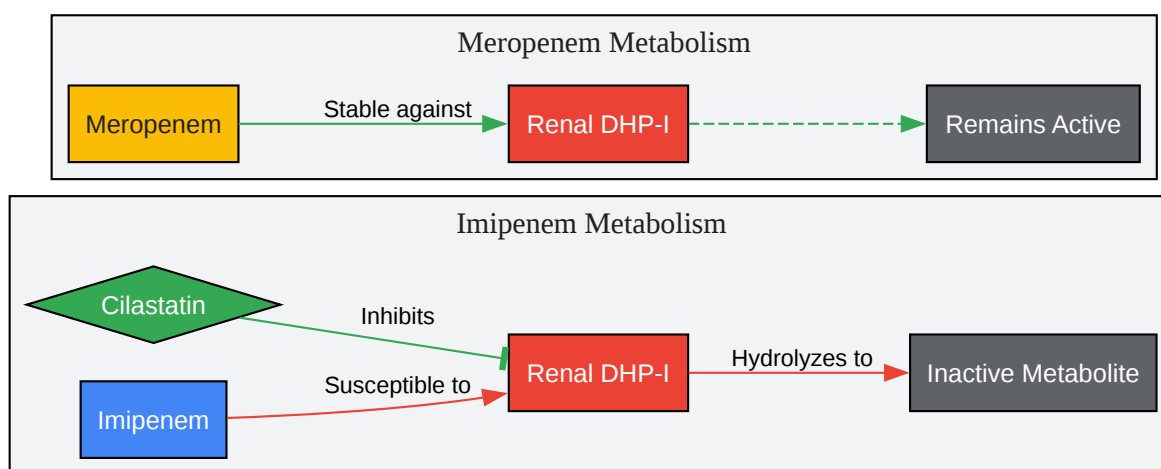 Meropenem Metabolism
Meropenem
Stable against
Renal DHP-I
Remains Active
Imipenem Metabolism
Cilastatin
Inhibits
Imipenem
Susceptible to
Renal DHP-I
Hydrolyzes to
Inactive Metabolite